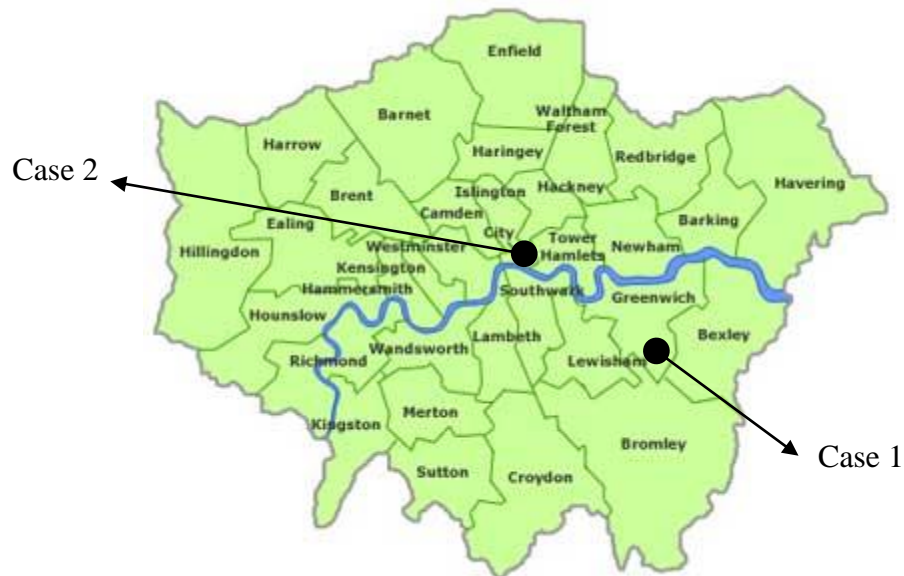 Enfield
Barnet
Waltham
Forest
Harrow
Haringey
Redbridge
Case 2
Havering
Brent
Islington
Hackney
Camden
Barking
Ealing
City
Tower
Hamlets
Newham
Hillingdon
Westminster
Kensington
Hammersmith
Southwark
Greenwich
Hounslow
Lambeth
Bexley
Richmond
Wandsworth
Lewisham
Merton
Kingston
Bromley
Case 1
Sutton
Croydon